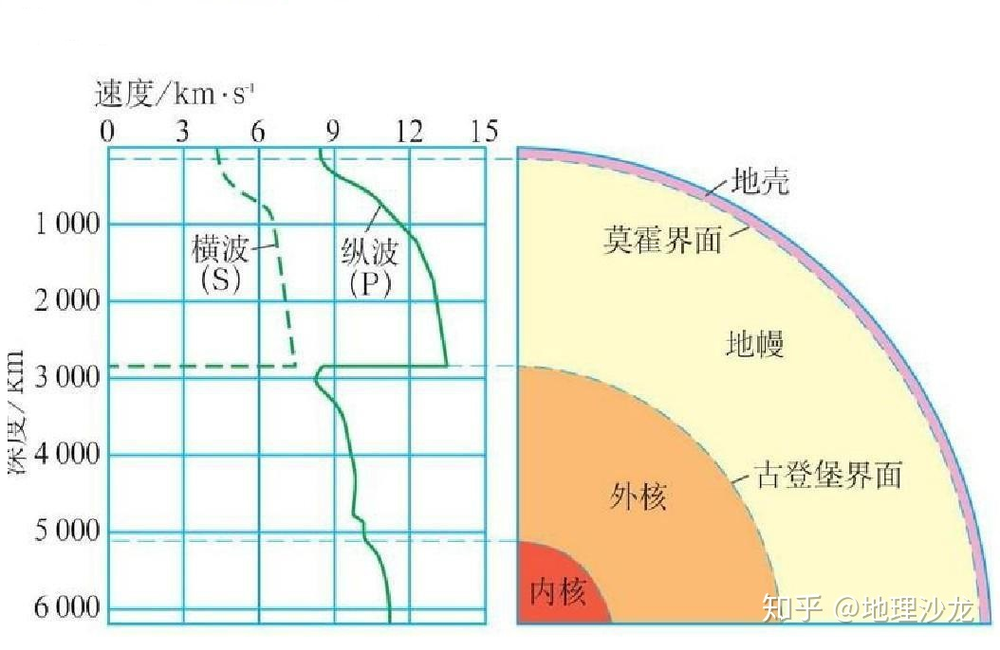 速度/km·s⁻¹
0 3 6 9 12 15
1 000
2 000
3 000
4 000
5 000
6 000
深度/km
横波
(S)
纵波
(P)
地壳
莫霍界面
地幔
古登堡界面
外核
内核
知乎 @地理沙龙